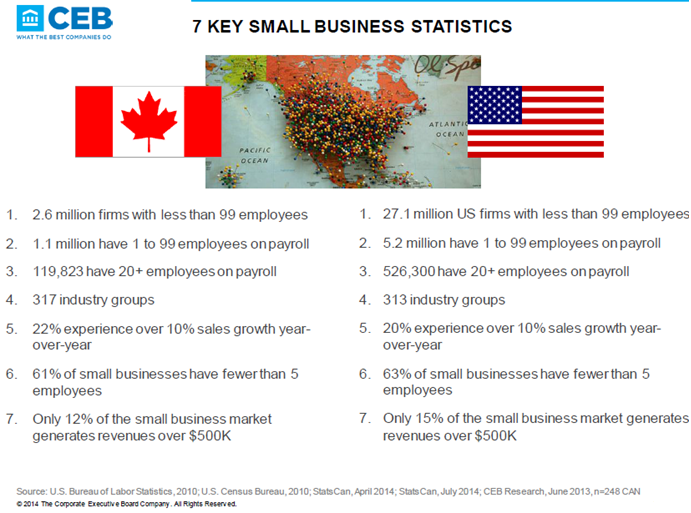 CEB
WHAT THE BEST COMPANIES DO
7 KEY SMALL BUSINESS STATISTICS
PACIFIC
OCEAN
ATLANTIC
OCEAN
1. 2.6 million firms with less than 99 employees
2. 1.1 million have 1 to 99 employees on payroll
3. 119,823 have 20+ employees on payroll
4. 317 industry groups
5. 22% experience over 10% sales growth year-
over-year
6. 61% of small businesses have fewer than 5
employees
7. Only 12% of the small business market
generates revenues over $500K
1. 27.1 million US firms with less than 99 employees
2. 5.2 million have 1 to 99 employees on payroll
3. 526,300 have 20+ employees on payroll
4. 313 industry groups
5. 20% experience over 10% sales growth year-
over-year
6. 63% of small businesses have fewer than 5
employees
7. Only 15% of the small business market generates
revenues over $500K
Source: U.S. Bureau of Labor Statistics, 2010; U.S. Census Bureau, 2010; StatsCan, April 2014; StatsCan, July 2014; CEB Research, June 2013, n=248 CAN
© 2014 The Corporate Executive Board Company. All Rights Reserved.